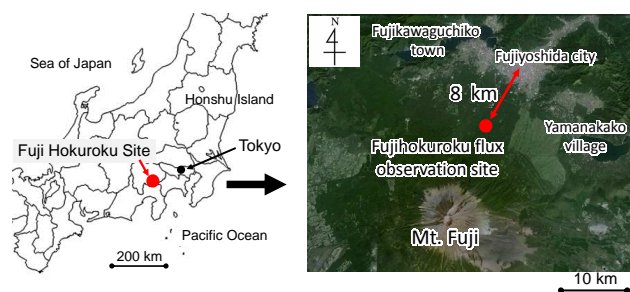 Sea of Japan
Honshu Island
Fuji Hokuroku Site
Tokyo
Pacific Ocean
200 km
N
4
Fujikawaguchiko
town
Fujiyoshida city
8 km
Yamanakako
village
Fujihokuroku flux
observation site
Mt. Fuji
10 km